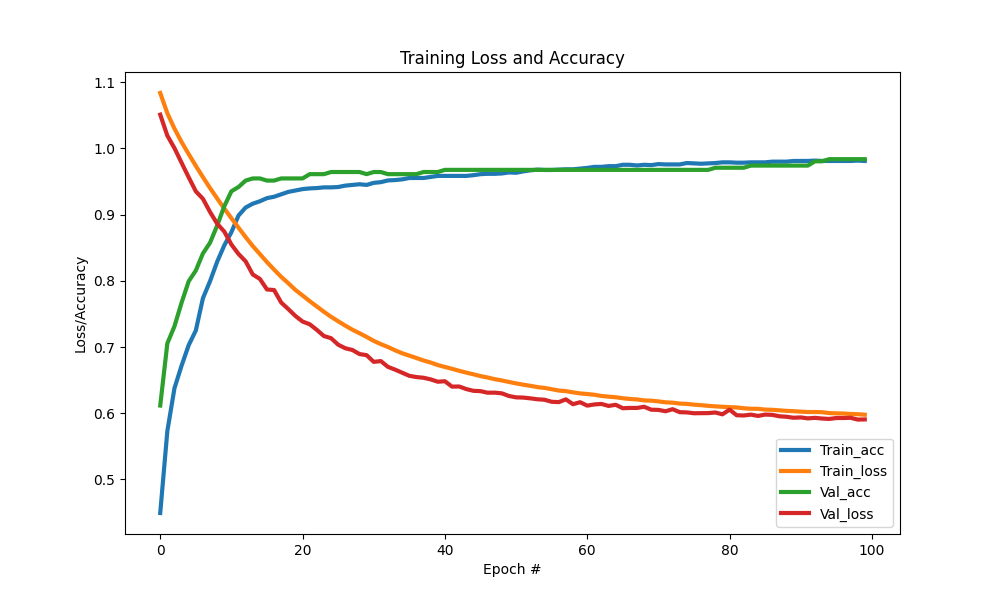 Training Loss and Accuracy
1.1
1.0
0.9
0.8
0.7
0.6
0.5
Loss/Accuracy
Train_acc
Train_loss
Val_acc
Val_loss
0 20 40 60 80 100
Epoch #